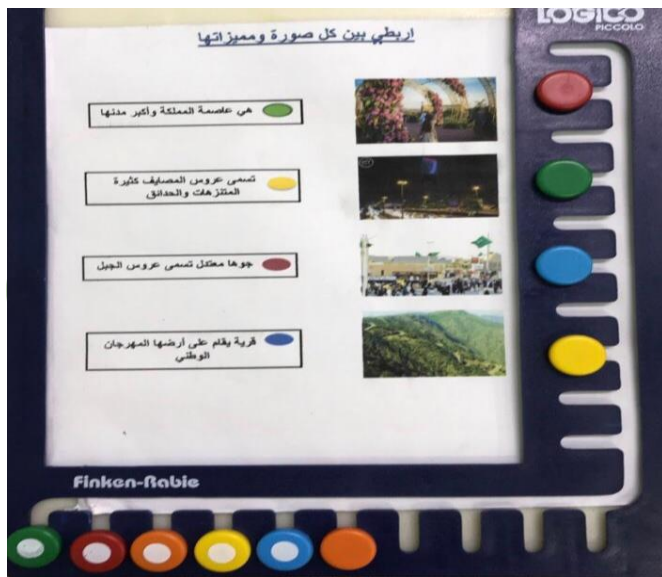 LOGICO
PICCOLO
اربطي بين كل صورة ومميزاتها
هي عاصمة المملكة وأكبر مدنها
تسمى عروس المصايف كثيرة
المتنزهات والحدائق
جوها معتدل تسمى عروس الجبل
قرية يقام على أرضها المهرجان
الوطني
Finken-Rabie